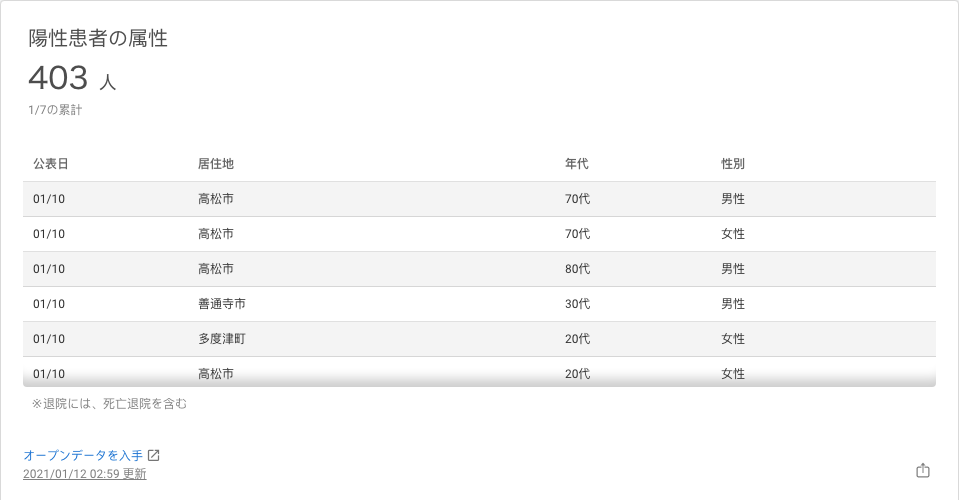 陽性患者の属性
403 人
1/7の累計
公表日 居住地 年代 性別
01/10 高松市 70代 男性
01/10 高松市 70代 女性
01/10 高松市 80代 男性
01/10 善通寺市 30代 男性
01/10 多度津町 20代 女性
01/10 高松市 20代 女性
※退院には、死亡退院を含む
オープンデータを入手
2021/01/12 02:59 更新